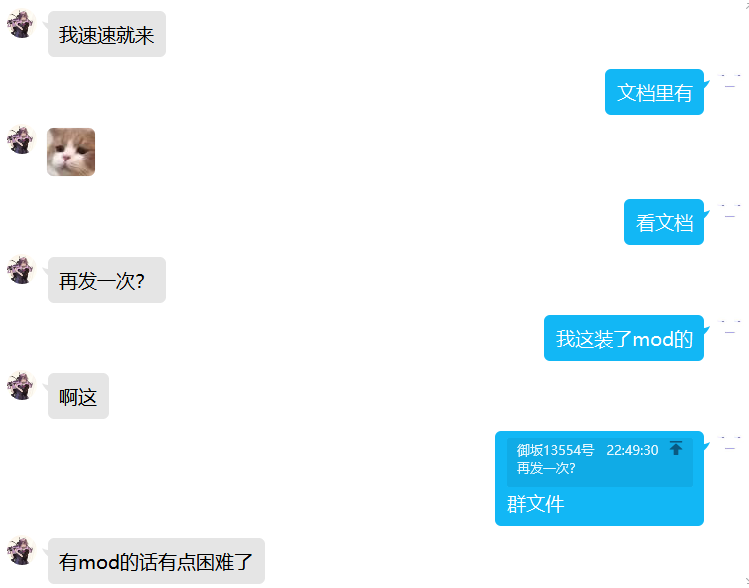 我速速就来
文档里有
看文档
再发一次?
我这装了mod的
啊这
御坂13554号 22:49:30
再发一次?
群文件
有mod的话有点困难了